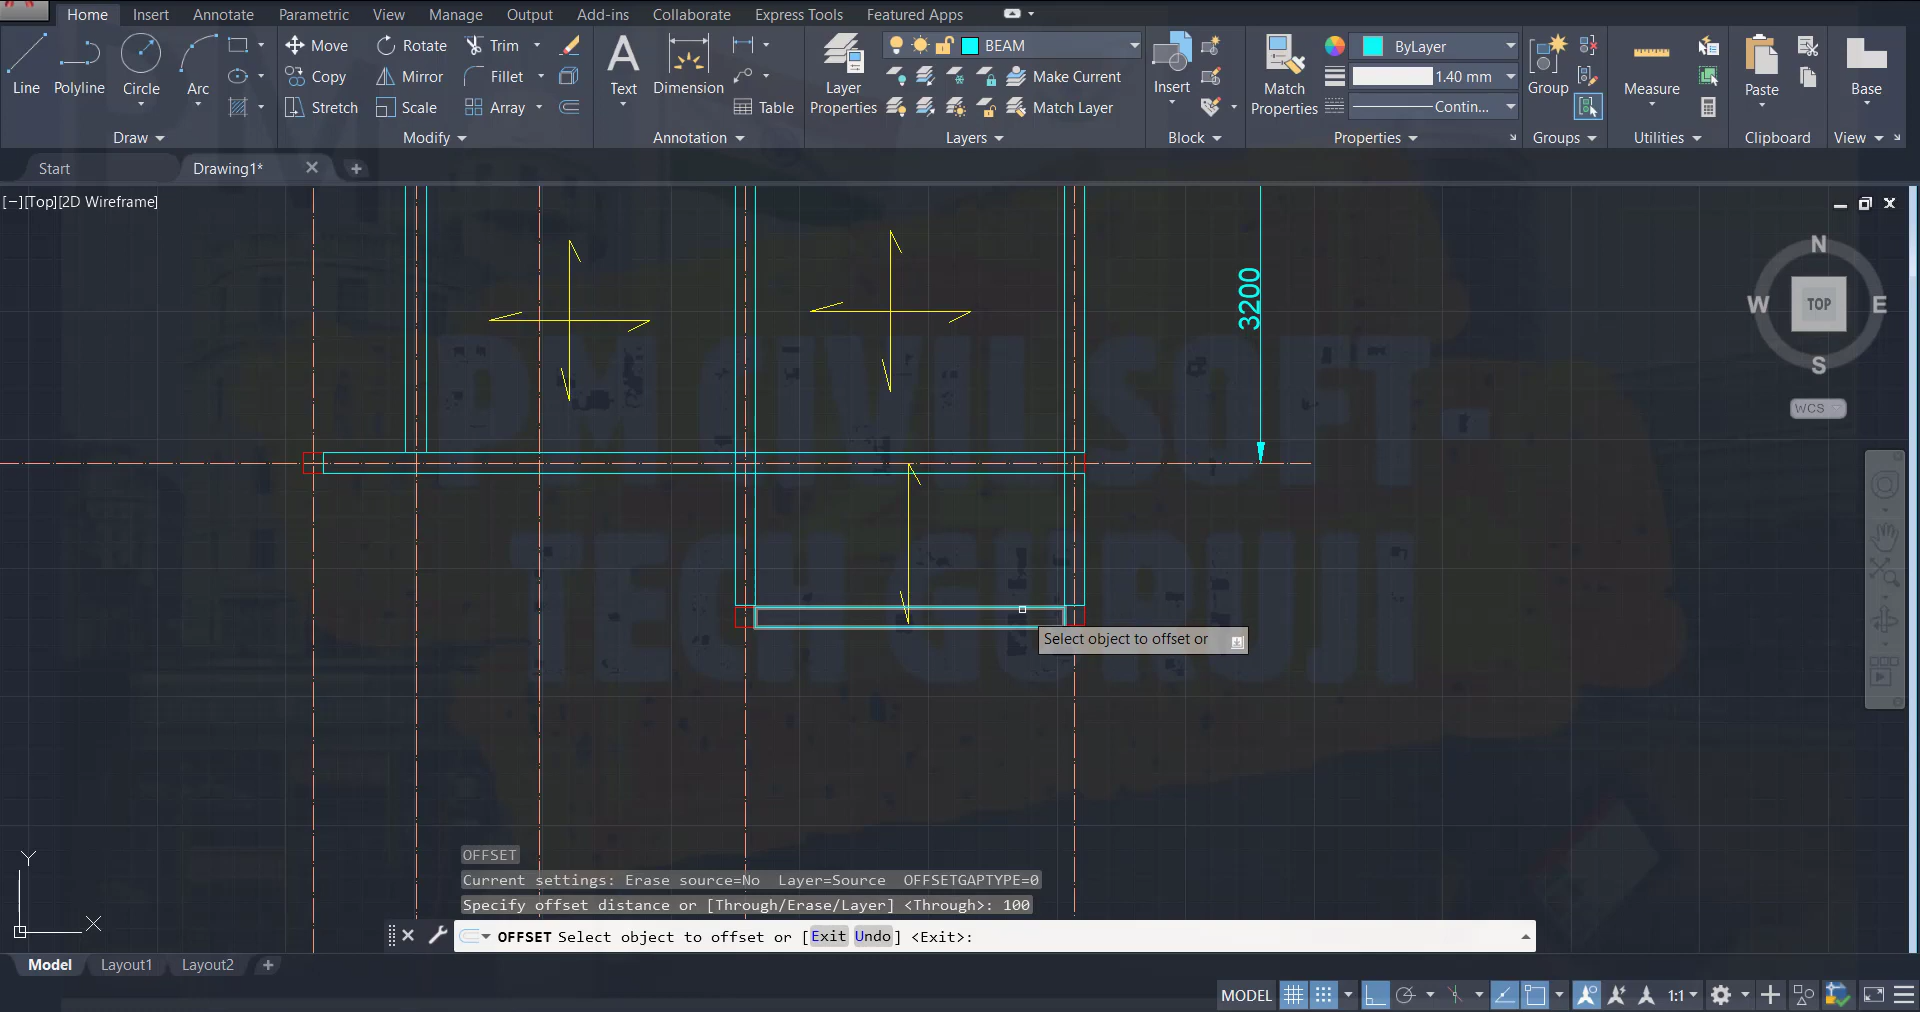 Home Insert Annotate Parametric View Manage Output Add-ins Collaborate Express Tools Featured Apps
Line Polyline Circle Arc
Move Rotate Trim
Copy Mirror Fillet
Stretch Scale Array
Text Dimension Table
Layer Properties
BEAM
Make Current
Match Layer
Insert
Match Properties
ByLayer
1.40 mm
Contin...
Group
Measure
Paste
Base
Draw Modify Annotation Layers Block Properties Groups Utilities Clipboard View
Start Drawing1*
[−][Top][2D Wireframe]
N
W TOP E
S
WCS
3200
PM CIVIL SOFT-
TECH GURUJI
Select object to offset or
Y
X
OFFSET
Current settings: Erase source=No Layer=Source OFFSETGAPTYPE=0
Specify offset distance or [Through/Erase/Layer] <Through>: 100
OFFSET Select object to offset or [Exit Undo] <Exit>:
Model Layout1 Layout2
MODEL 1:1